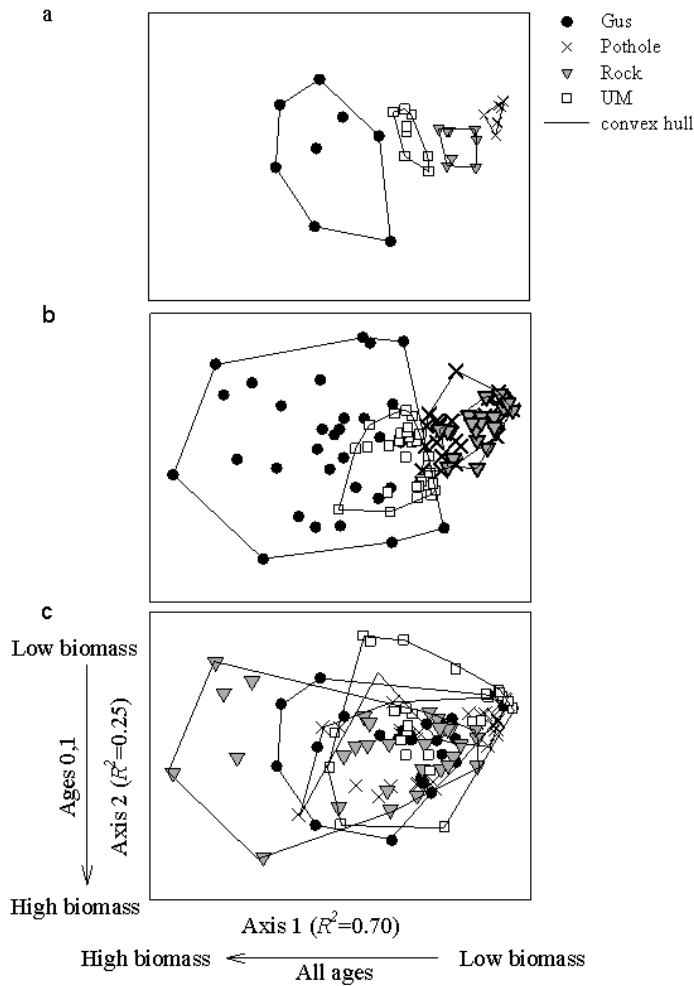 a
Gus
Pothole
Rock
UM
convex hull
b
c
Low biomass
Ages 0,1
Axis 2 (R²=0.25)
High biomass
Axis 1 (R²=0.70)
High biomass Low biomass
All ages